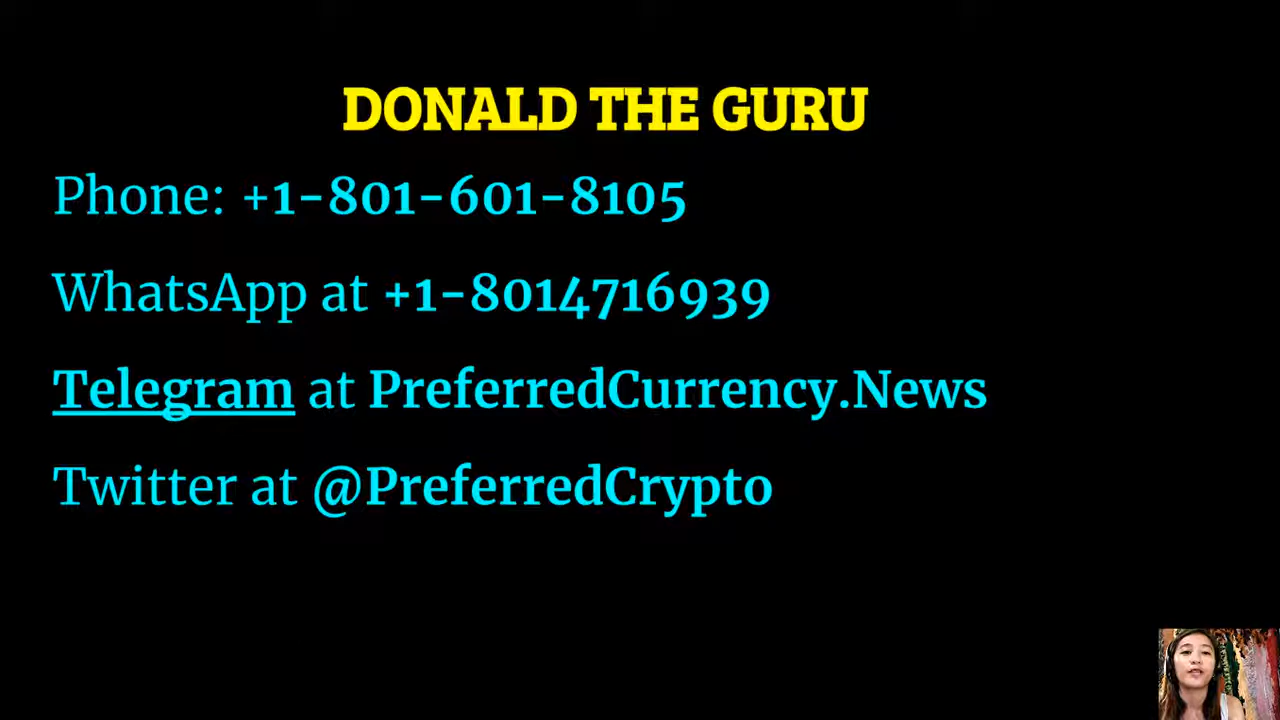 DONALD THE GURU
Phone: +1-801-601-8105
WhatsApp at +1-8014716939
Telegram at PreferredCurrency.News
Twitter at @PreferredCrypto